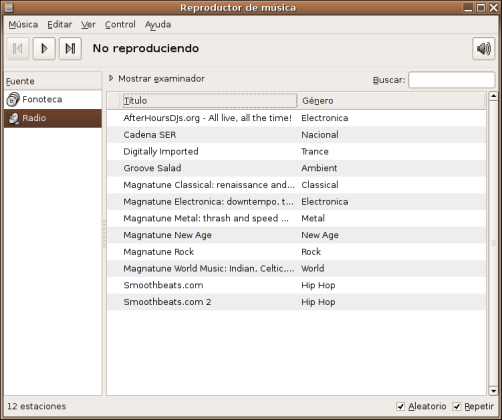 Reproductor de música
Música Editar Ver Control Ayuda
No reproduciendo
Fuente
Mostrar examinador
Buscar:
Fonoteca
Radio
Título Género
AfterHoursDJs.org - All live, all the time! Electronica
Cadena SER Nacional
Digitally Imported Trance
Groove Salad Ambient
Magnatune Classical: renaissance and... Classical
Magnatune Electronica: downtempo, t... Electronica
Magnatune Metal: thrash and speed ... Metal
Magnatune New Age New Age
Magnatune Rock Rock
Magnatune World Music: Indian, Celtic,... World
Smoothbeats.com Hip Hop
Smoothbeats.com 2 Hip Hop
12 estaciones
Aleatorio Repetir